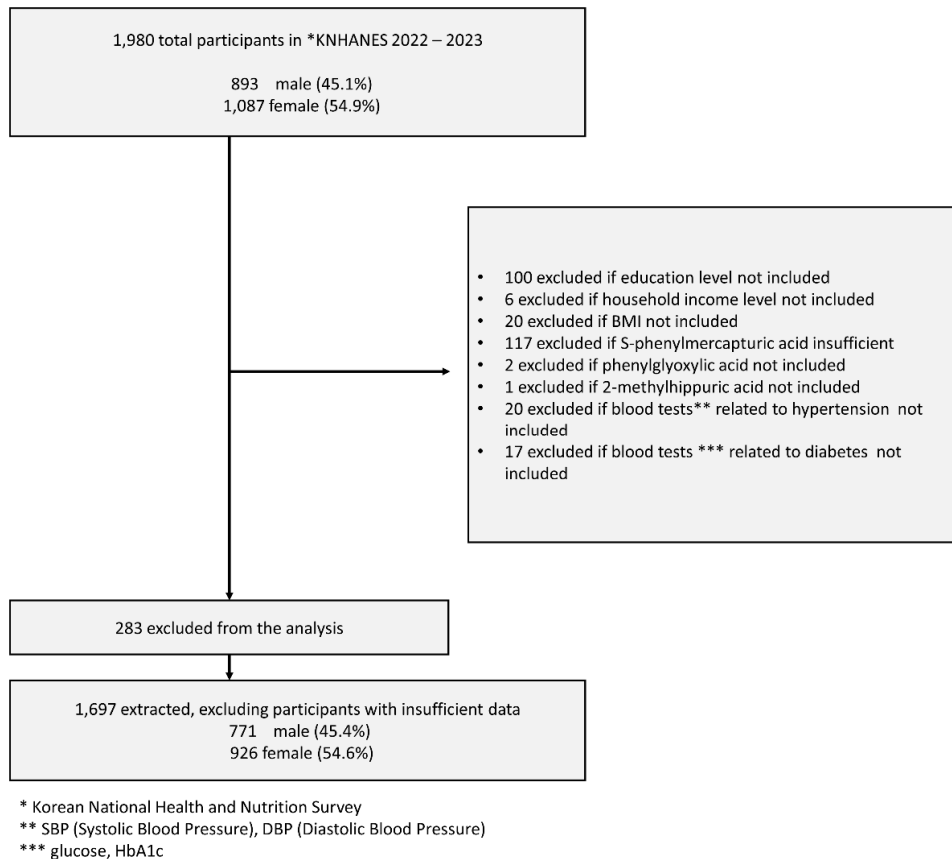 1,980 total participants in *KNHANES 2022 – 2023
893 male (45.1%)
1,087 female (54.9%)
• 100 excluded if education level not included
• 6 excluded if household income level not included
• 20 excluded if BMI not included
• 117 excluded if S-phenylmercapturic acid insufficient
• 2 excluded if phenylglyoxylic acid not included
• 1 excluded if 2-methylhippuric acid not included
• 20 excluded if blood tests** related to hypertension not
included
• 17 excluded if blood tests *** related to diabetes not
included
283 excluded from the analysis
1,697 extracted, excluding participants with insufficient data
771 male (45.4%)
926 female (54.6%)
* Korean National Health and Nutrition Survey
** SBP (Systolic Blood Pressure), DBP (Diastolic Blood Pressure)
*** glucose, HbA1c